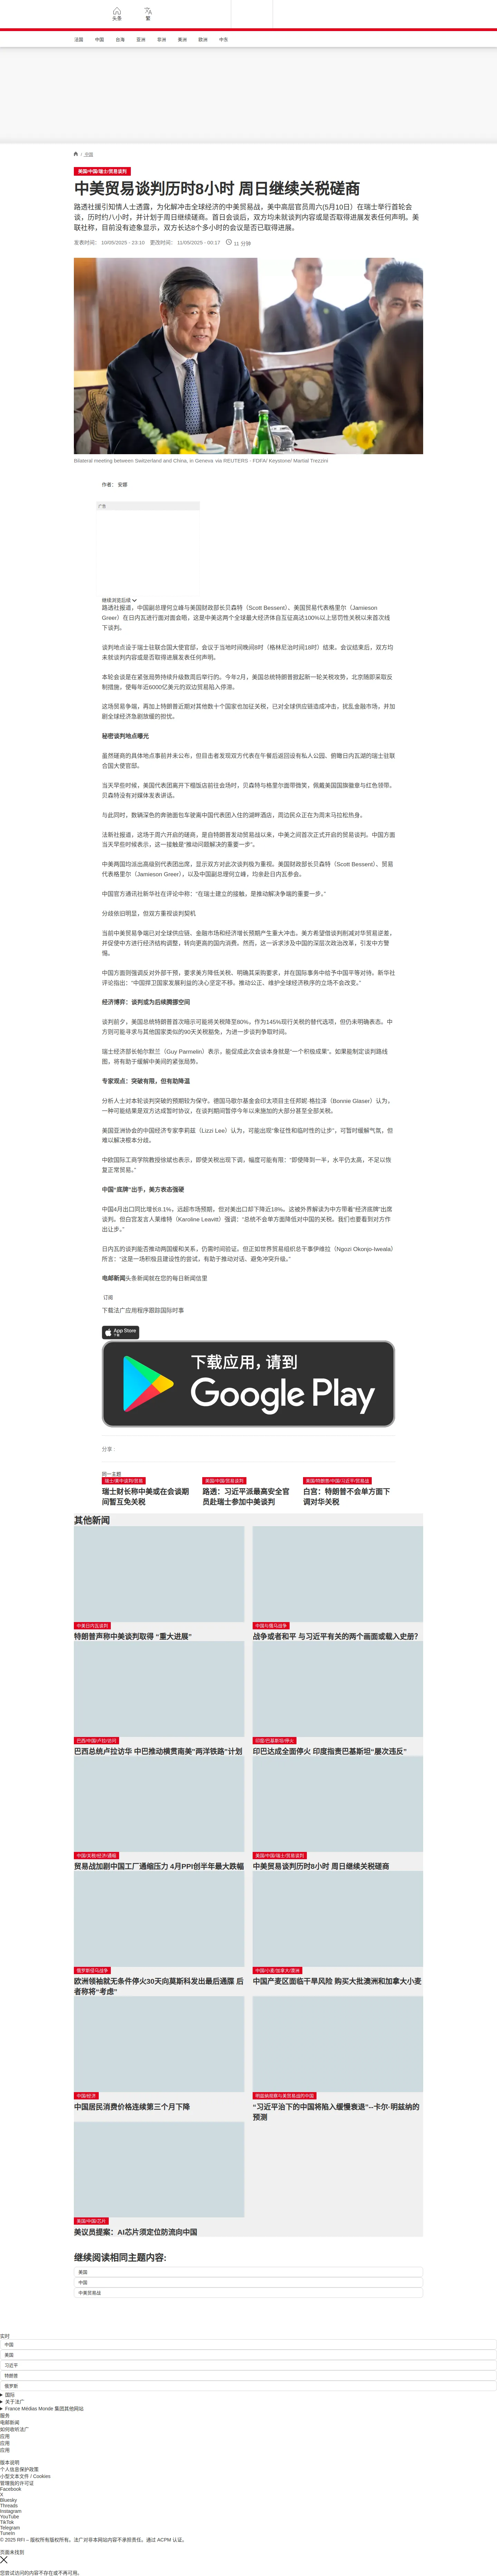 头条
繁
法国
中国
台海
亚洲
非洲
美洲
欧洲
中东
中国
美国/中国/瑞士/贸易谈判
中美贸易谈判历时8小时 周日继续关税磋商
路透社援引知情人士透露，为化解冲击全球经济的中美贸易战，美中高层官员周六(5月10日）在瑞士举行首轮会谈，历时约八小时，并计划于周日继续磋商。首日会谈后，双方均未就谈判内容或是否取得进展发表任何声明。美联社称，目前没有迹象显示，双方长达8个多小时的会议是否已取得进展。
发表时间： 10/05/2025 - 23:10 更改时间： 11/05/2025 - 00:17
11 分钟
Bilateral meeting between Switzerland and China, in Geneva via REUTERS - FDFA/ Keystone/ Martial Trezzini
作者： 安娜
广告
继续浏览后续
路透社报道，中国副总理何立峰与美国财政部长贝森特（Scott Bessent）、美国贸易代表格里尔（Jamieson Greer）在日内瓦进行面对面会晤，这是中美这两个全球最大经济体自互征高达100%以上惩罚性关税以来首次线下谈判。
谈判地点设于瑞士驻联合国大使官邸，会议于当地时间晚间8时（格林尼治时间18时）结束。会议结束后，双方均未就谈判内容或是否取得进展发表任何声明。
本轮会谈是在紧张局势持续升级数周后举行的。今年2月，美国总统特朗普掀起新一轮关税攻势，北京随即采取反制措施，使每年近6000亿美元的双边贸易陷入停滞。
这场贸易争端，再加上特朗普近期对其他数十个国家也加征关税，已对全球供应链造成冲击，扰乱金融市场，并加剧全球经济急剧放缓的担忧。
秘密谈判地点曝光
虽然磋商的具体地点事前并未公布，但目击者发现双方代表在午餐后返回设有私人公园、俯瞰日内瓦湖的瑞士驻联合国大使官邸。
当天早些时候，美国代表团离开下榻饭店前往会场时，贝森特与格里尔面带微笑，佩戴美国国旗徽章与红色领带。贝森特没有对媒体发表讲话。
与此同时，数辆深色的奔驰面包车驶离中国代表团入住的湖畔酒店，周边民众正在为周末马拉松热身。
法新社报道，这场于周六开启的磋商，是自特朗普发动贸易战以来，中美之间首次正式开启的贸易谈判。中国方面当天早些时候表示，这一接触是“推动问题解决的重要一步”。
中美两国均派出高级别代表团出席，显示双方对此次谈判极为重视。美国财政部长贝森特（Scott Bessent）、贸易代表格里尔（Jamieson Greer），以及中国副总理何立峰，均亲赴日内瓦参会。
中国官方通讯社新华社在评论中称：“在瑞士建立的接触，是推动解决争端的重要一步。”
分歧依旧明显，但双方重视谈判契机
当前中美贸易争端已对全球供应链、金融市场和经济增长预期产生重大冲击。美方希望借谈判削减对华贸易逆差，并促使中方进行经济结构调整，转向更高的国内消费。然而，这一诉求涉及中国的深层次政治改革，引发中方警惕。
中国方面则强调反对外部干预，要求美方降低关税、明确其采购要求，并在国际事务中给予中国平等对待。新华社评论指出：“中国捍卫国家发展利益的决心坚定不移。推动公正、维护全球经济秩序的立场不会改变。”
经济博弈：谈判或为后续腾挪空间
谈判前夕，美国总统特朗普首次暗示可能将关税降至80%，作为145%现行关税的替代选项，但仍未明确表态。中方则可能寻求与其他国家类似的90天关税豁免，为进一步谈判争取时间。
瑞士经济部长帕尔默兰（Guy Parmelin）表示，能促成此次会谈本身就是“一个积极成果”。如果能制定谈判路线图，将有助于缓解中美间的紧张局势。
专家观点：突破有限，但有助降温
分析人士对本轮谈判突破的预期较为保守。德国马歇尔基金会印太项目主任邦妮·格拉泽（Bonnie Glaser）认为，一种可能结果是双方达成暂时协议，在谈判期间暂停今年以来施加的大部分甚至全部关税。
美国亚洲协会的中国经济专家李莉兹（Lizzi Lee）认为，可能出现“象征性和临时性的让步”，可暂时缓解气氛，但难以解决根本分歧。
中欧国际工商学院教授徐斌也表示，即使关税出现下调，幅度可能有限：“即使降到一半，水平仍太高，不足以恢复正常贸易。”
中国“底牌”出手，美方表态强硬
中国4月出口同比增长8.1%，远超市场预期，但对美出口却下降近18%。这被外界解读为中方带着“经济底牌”出席谈判。但白宫发言人莱维特（Karoline Leavitt）强调：“总统不会单方面降低对中国的关税。我们也要看到对方作出让步。”
日内瓦的谈判能否推动两国缓和关系，仍需时间验证。但正如世界贸易组织总干事伊维拉（Ngozi Okonjo-Iweala）所言：“这是一场积极且建设性的尝试，有助于推动对话、避免冲突升级。”
电邮新闻头条新闻就在您的每日新闻信里
订阅
下载法广应用程序跟踪国际时事
App Store
下载
下载应用，请到
Google Play
分享 :
同一主题
瑞士/美中谈判/贸易
瑞士财长称中美或在会谈期间暂互免关税
美国/中国/贸易谈判
路透：习近平派最高安全官员赴瑞士参加中美谈判
美国/特朗普/中国/习近平/贸易战
白宫：特朗普不会单方面下调对华关税
其他新闻
中美日内瓦谈判
特朗普声称中美谈判取得 “重大进展”
中国与俄乌战争
战争或者和平 与习近平有关的两个画面或载入史册?
巴西/中国/卢拉/访问
巴西总统卢拉访华 中巴推动横贯南美“两洋铁路”计划
印度/巴基斯坦/停火
印巴达成全面停火 印度指责巴基斯坦“屡次违反”
中国/关税/经济/通缩
贸易战加剧中国工厂通缩压力 4月PPI创半年最大跌幅
美国/中国/瑞士/贸易谈判
中美贸易谈判历时8小时 周日继续关税磋商
俄罗斯侵乌战争
欧洲领袖就无条件停火30天向莫斯科发出最后通牒 后者称将“考虑”
中国/小麦/加拿大/澳洲
中国产麦区面临干旱风险 购买大批澳洲和加拿大小麦
中国/经济
中国居民消费价格连续第三个月下降
明兹纳观察与美贸易战的中国
“习近平治下的中国将陷入缓慢衰退”--卡尔·明兹纳的预测
美国/中国/芯片
美议员提案：AI芯片须定位防流向中国
继续阅读相同主题内容:
美国
中国
中美贸易战
实时
中国
美国
习近平
特朗普
俄罗斯
国际
关于法广
France Médias Monde 集团其他网站
服务
电邮新闻
如何收听法广
应用
应用
应用
版本说明
个人信息保护政策
小型文本文件 / Cookies
管理我的许可证
Facebook
X
Bluesky
Threads
Instagram
YouTube
TikTok
Telegram
TuneIn
© 2025 RFI – 版权所有版权所有。法广对非本网站内容不承担责任。通过 ACPM 认证。
页面未找到
您尝试访问的内容不存在或不再可用。